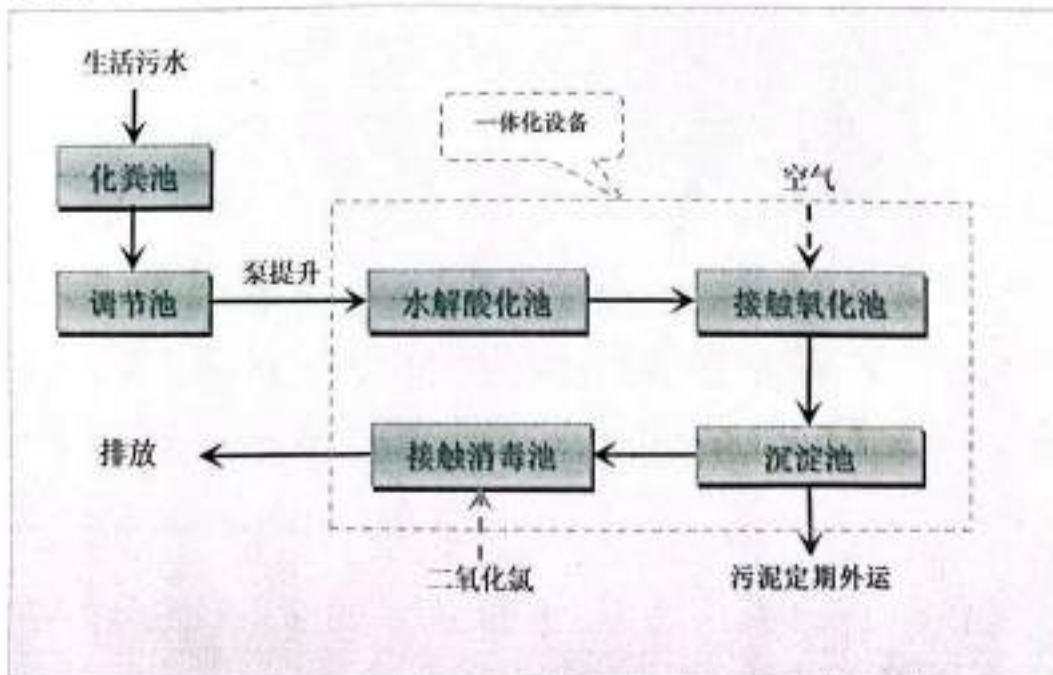 生活污水
一体化设备
化粪池
空气
调节池
泵提升
水解酸化池
接触氧化池
排放
接触消毒池
沉淀池
二氧化氯
污泥定期外运